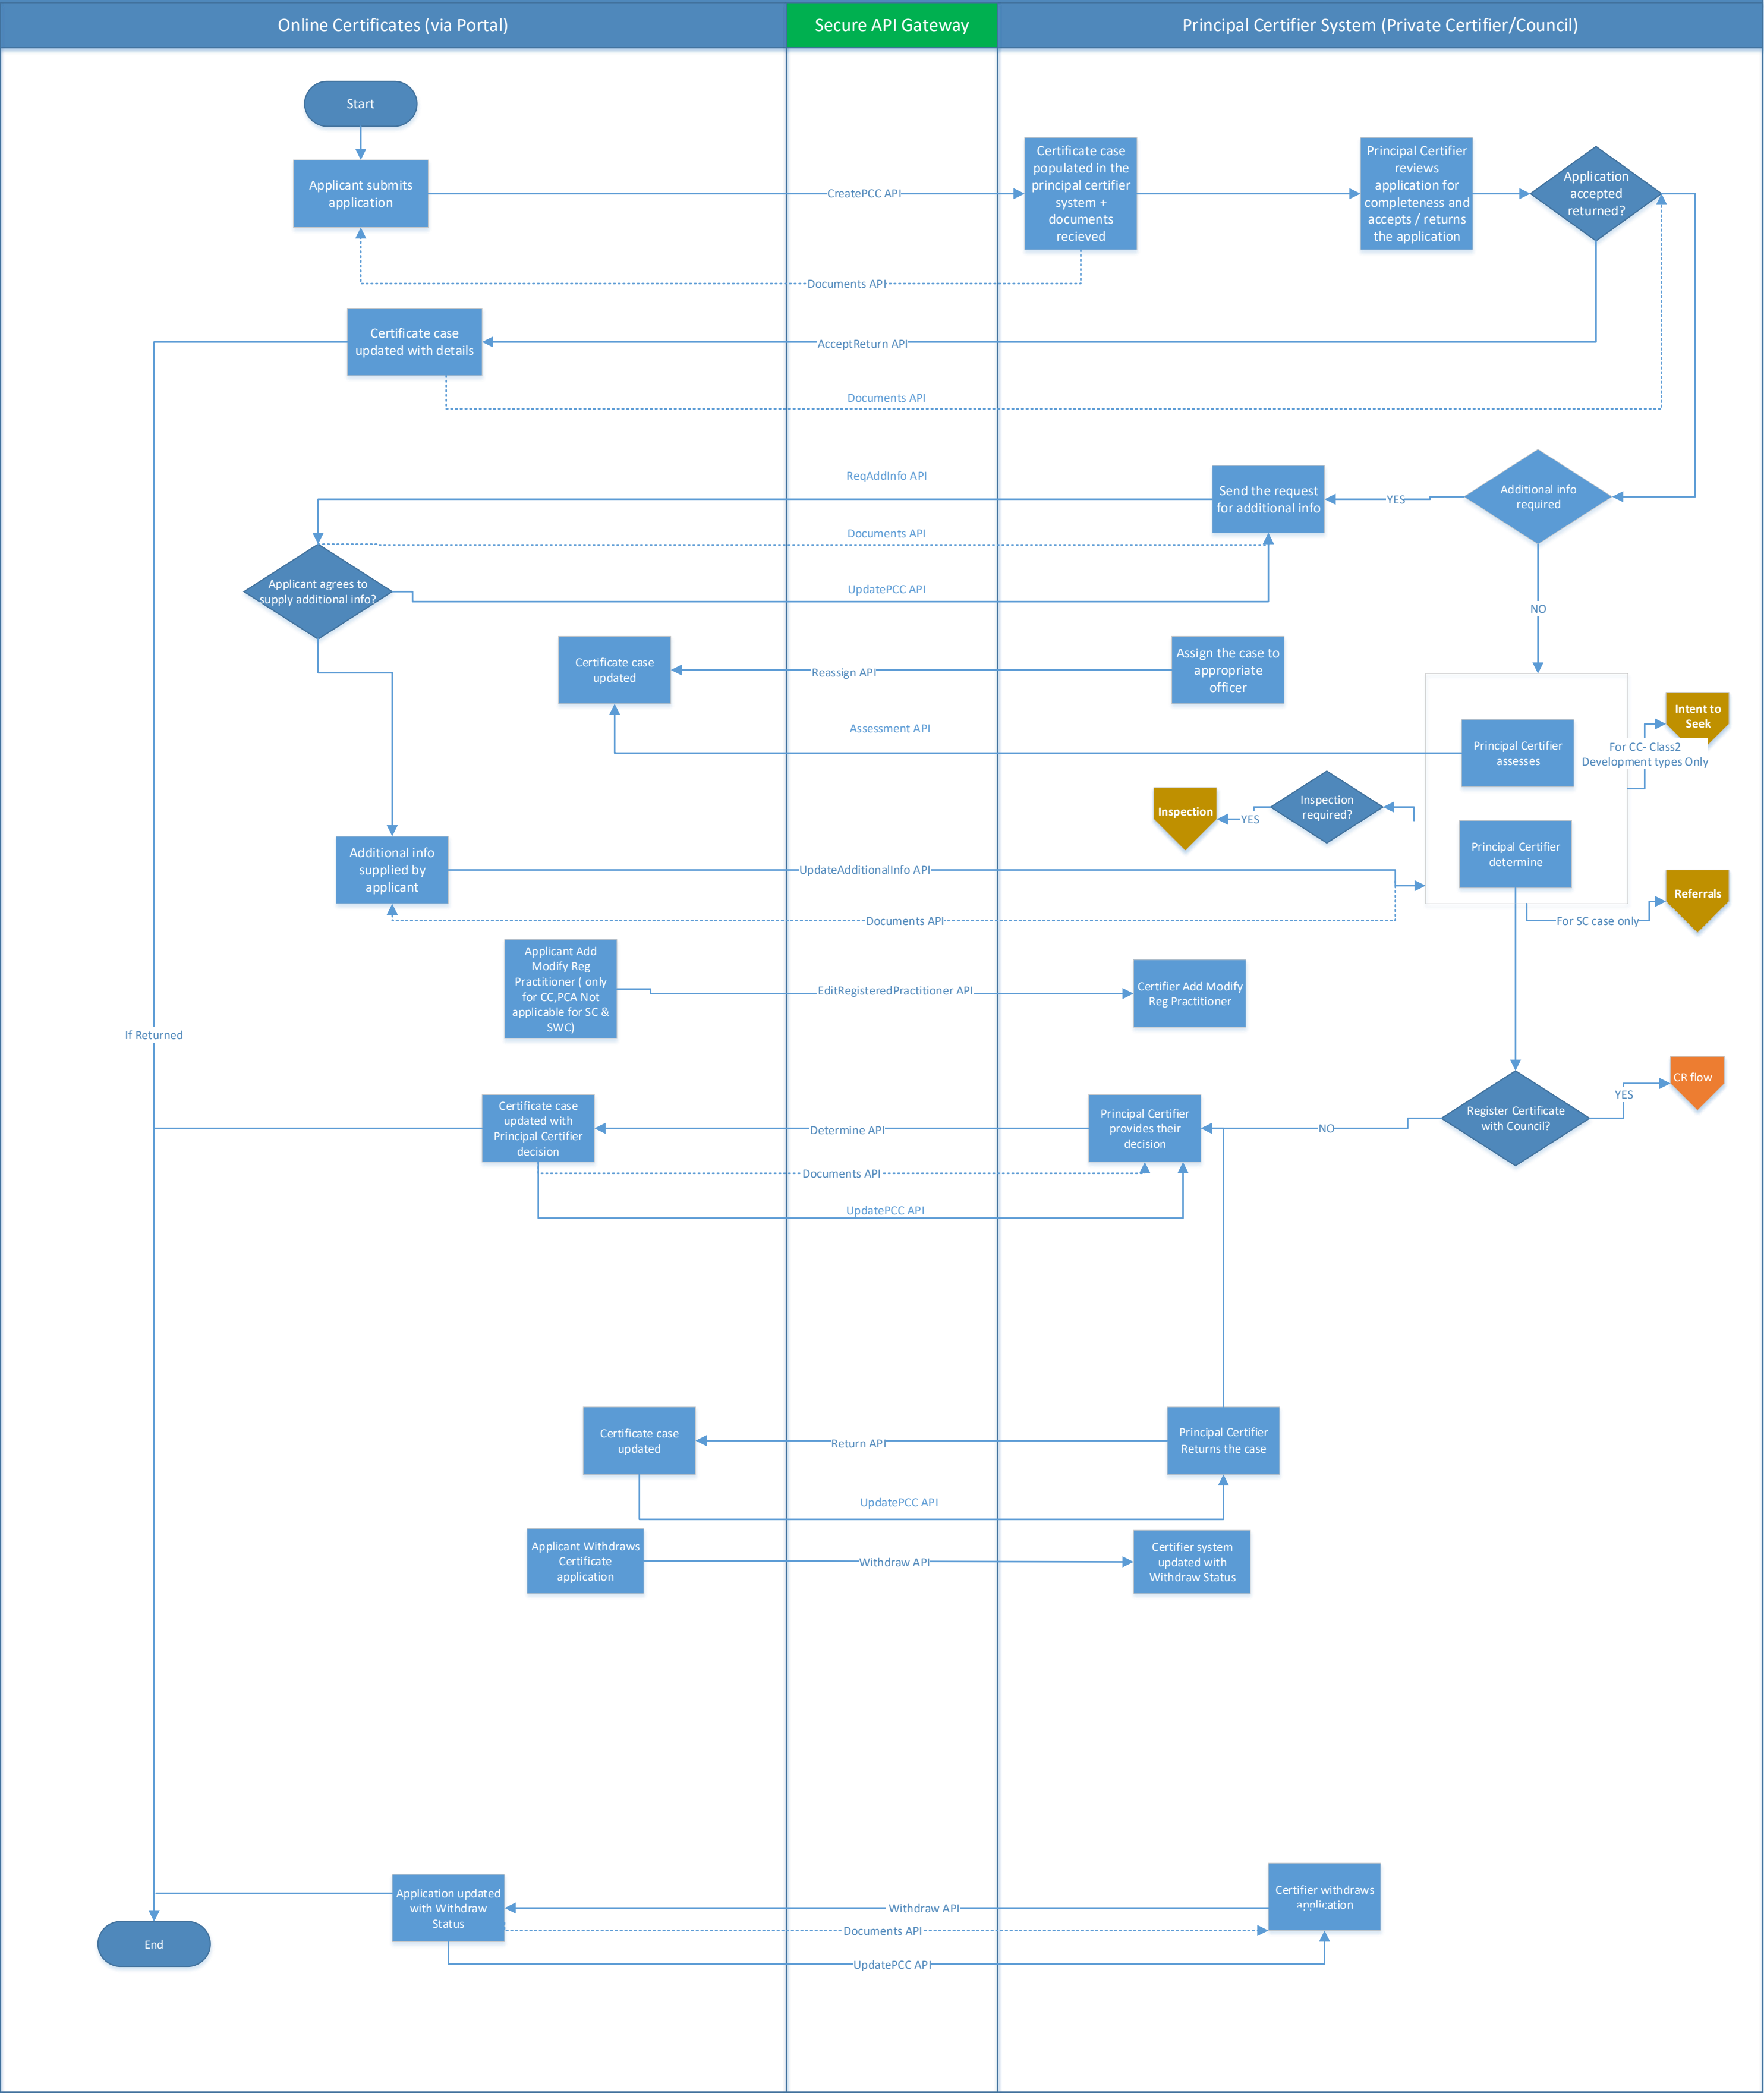 Online Certificates (via Portal)
Secure API Gateway
Principal Certifier System (Private Certifier/Council)
Start
Applicant submits
application
CreatePCC API
Certificate case
populated in the
principal certifier
system +
documents
recieved
Principal Certifier
reviews
application for
completeness and
accepts / returns
the application
Application
accepted
returned?
Documents API
Certificate case
updated with details
AcceptReturn API
Documents API
ReqAddInfo API
Send the request
for additional info
YES
Additional info
required
Documents API
Applicant agrees to
supply additional info?
UpdatePCC API
NO
Certificate case
updated
Reassign API
Assign the case to
appropriate
officer
Assessment API
Principal Certifier
assesses
Intent to
Seek
For CC- Class2
Development types Only
Inspection
YES
Inspection
required?
Principal Certifier
determine
Additional info
supplied by
applicant
UpdateAdditionalInfo API
Documents API
For SC case only
Referrals
Applicant Add
Modify Reg
Practitioner ( only
for CC,PCA Not
applicable for SC &
SWC)
EditRegisteredPractitioner API
Certifier Add Modify
Reg Practitioner
If Returned
Certificate case
updated with
Principal Certifier
decision
Determine API
Principal Certifier
provides their
decision
NO
Register Certificate
with Council?
YES
CR flow
Documents API
UpdatePCC API
Certificate case
updated
Return API
Principal Certifier
Returns the case
UpdatePCC API
Applicant Withdraws
Certificate
application
Withdraw API
Certifier system
updated with
Withdraw Status
Application updated
with Withdraw
Status
Withdraw API
Certifier withdraws
application
Documents API
End
UpdatePCC API